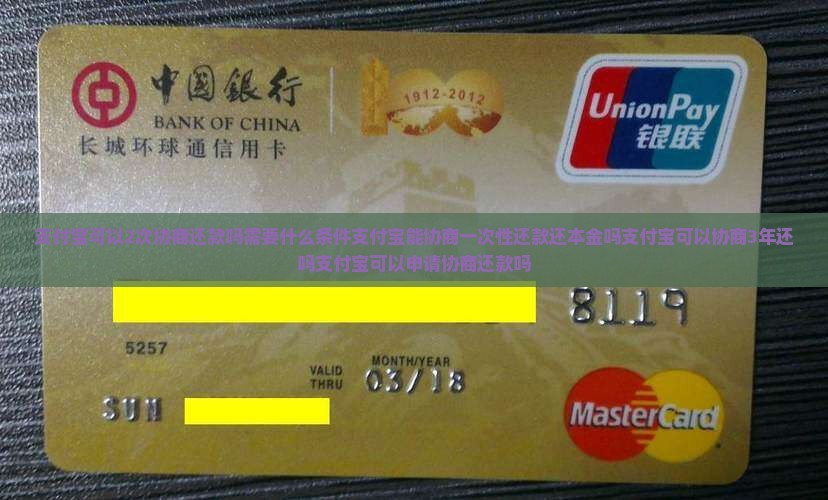 中國銀行
BANK OF CHINA
长城环球通信用卡
1912-2012
UnionPay
银联
支付宝可以2次协商还款吗需要什么条件支付宝能协商一次性还款还本金吗支付宝可以协商3年还
吗支付宝可以申请协商还款吗
8119
5257
VALID THRU
MONTH/YEAR
03/18
SUN
MasterCard